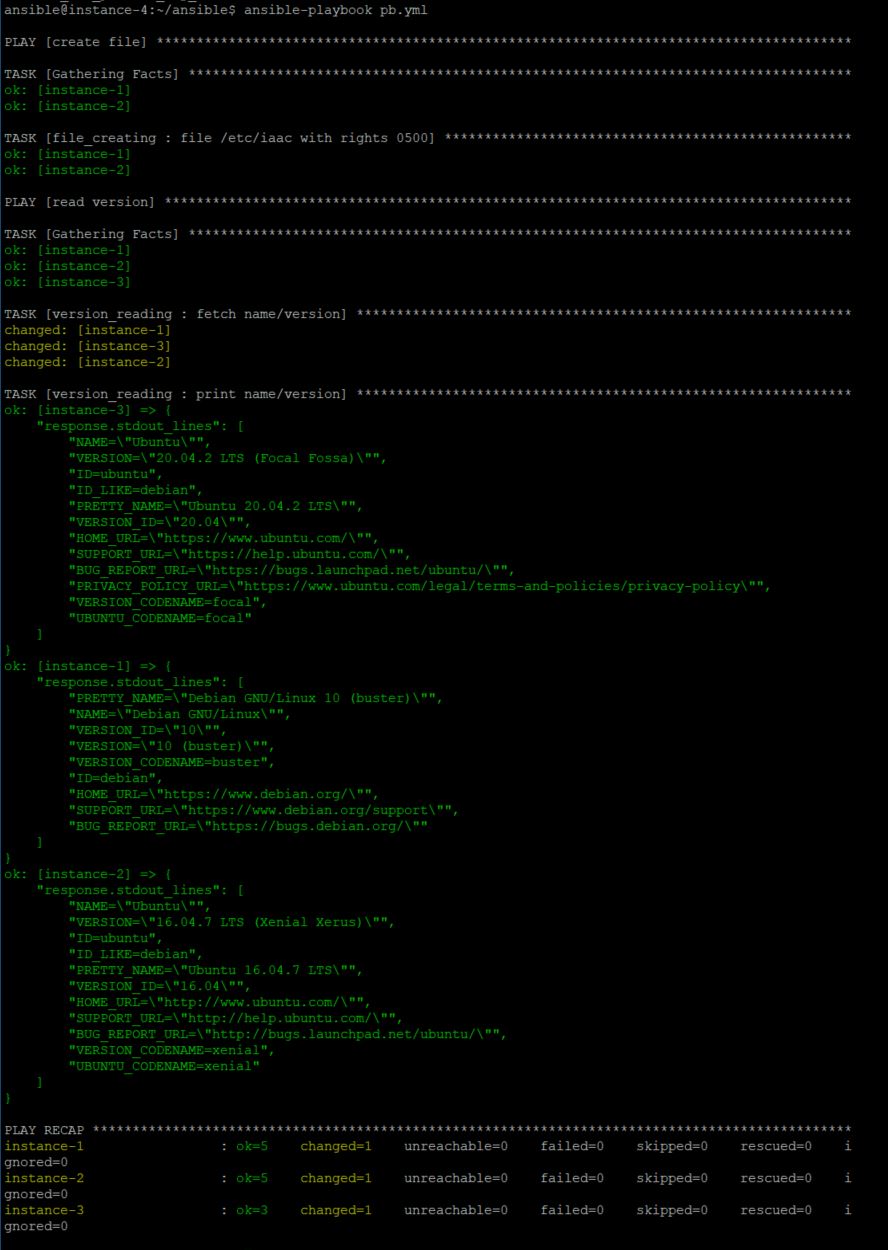 ansible@instance-4:~/ansible$ ansible-playbook pb.yml
PLAY [create file] **************************************************************************************
TASK [Gathering Facts] **********************************************************************************
ok: [instance-1]
ok: [instance-2]
TASK [file_creating : file /etc/iaac with rights 0500] **************************************************
ok: [instance-1]
ok: [instance-2]
PLAY [read version] *************************************************************************************
TASK [Gathering Facts] **********************************************************************************
ok: [instance-1]
ok: [instance-2]
ok: [instance-3]
TASK [version_reading : fetch name/version] *************************************************************
changed: [instance-1]
changed: [instance-3]
changed: [instance-2]
TASK [version_reading : print name/version] *************************************************************
ok: [instance-3] => {
    "response.stdout_lines": [
        "NAME=\"Ubuntu\"",
        "VERSION=\"20.04.2 LTS (Focal Fossa)\"",
        "ID=ubuntu",
        "ID_LIKE=debian",
        "PRETTY_NAME=\"Ubuntu 20.04.2 LTS\"",
        "VERSION_ID=\"20.04\"",
        "HOME_URL=\"https://www.ubuntu.com/\"",
        "SUPPORT_URL=\"https://help.ubuntu.com/\"",
        "BUG_REPORT_URL=\"https://bugs.launchpad.net/ubuntu/\"",
        "PRIVACY_POLICY_URL=\"https://www.ubuntu.com/legal/terms-and-policies/privacy-policy\"",
        "VERSION_CODENAME=focal",
        "UBUNTU_CODENAME=focal"
    ]
}
ok: [instance-1] => {
    "response.stdout_lines": [
        "PRETTY_NAME=\"Debian GNU/Linux 10 (buster)\"",
        "NAME=\"Debian GNU/Linux\"",
        "VERSION_ID=\"10\"",
        "VERSION=\"10 (buster)\"",
        "VERSION_CODENAME=buster",
        "ID=debian",
        "HOME_URL=\"https://www.debian.org/\"",
        "SUPPORT_URL=\"https://www.debian.org/support\"",
        "BUG_REPORT_URL=\"https://bugs.debian.org/\""
    ]
}
ok: [instance-2] => {
    "response.stdout_lines": [
        "NAME=\"Ubuntu\"",
        "VERSION=\"16.04.7 LTS (Xenial Xerus)\"",
        "ID=ubuntu",
        "ID_LIKE=debian",
        "PRETTY_NAME=\"Ubuntu 16.04.7 LTS\"",
        "VERSION_ID=\"16.04\"",
        "HOME_URL=\"http://www.ubuntu.com/\"",
        "SUPPORT_URL=\"http://help.ubuntu.com/\"",
        "BUG_REPORT_URL=\"http://bugs.launchpad.net/ubuntu/\"",
        "VERSION_CODENAME=xenial",
        "UBUNTU_CODENAME=xenial"
    ]
}
PLAY RECAP **********************************************************************************************
instance-1                 : ok=5    changed=1    unreachable=0    failed=0    skipped=0    rescued=0    i
gnored=0
instance-2                 : ok=5    changed=1    unreachable=0    failed=0    skipped=0    rescued=0    i
gnored=0
instance-3                 : ok=3    changed=1    unreachable=0    failed=0    skipped=0    rescued=0    i
gnored=0